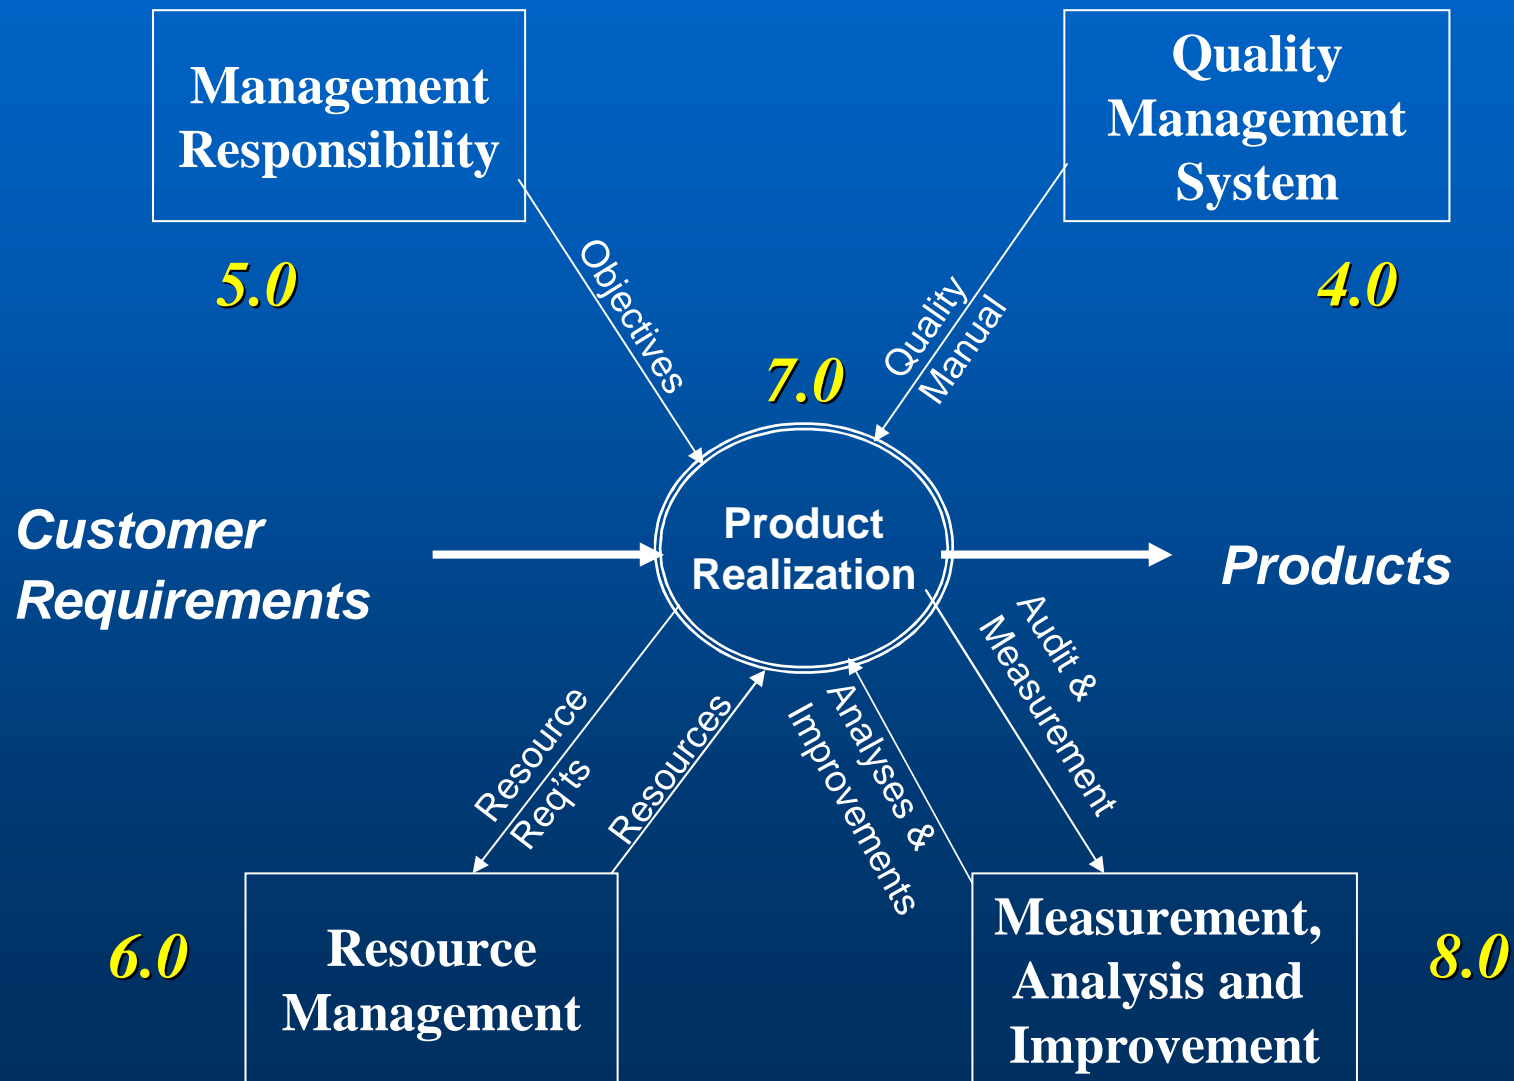 Management
Responsibility
Quality
Management
System
5.0
4.0
Objectives
Quality
Manual
7.0
Customer
Requirements
Product
Realization
Products
Resource
Req'ts
Resources
Analyses &
Improvements
Audit &
Measurement
6.0
Resource
Management
Measurement,
Analysis and
Improvement
8.0